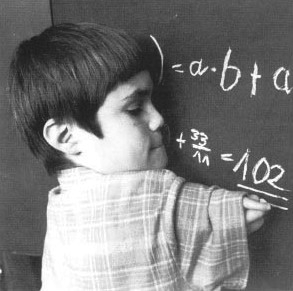 ) = a · b + a
+ 33/11 = 102